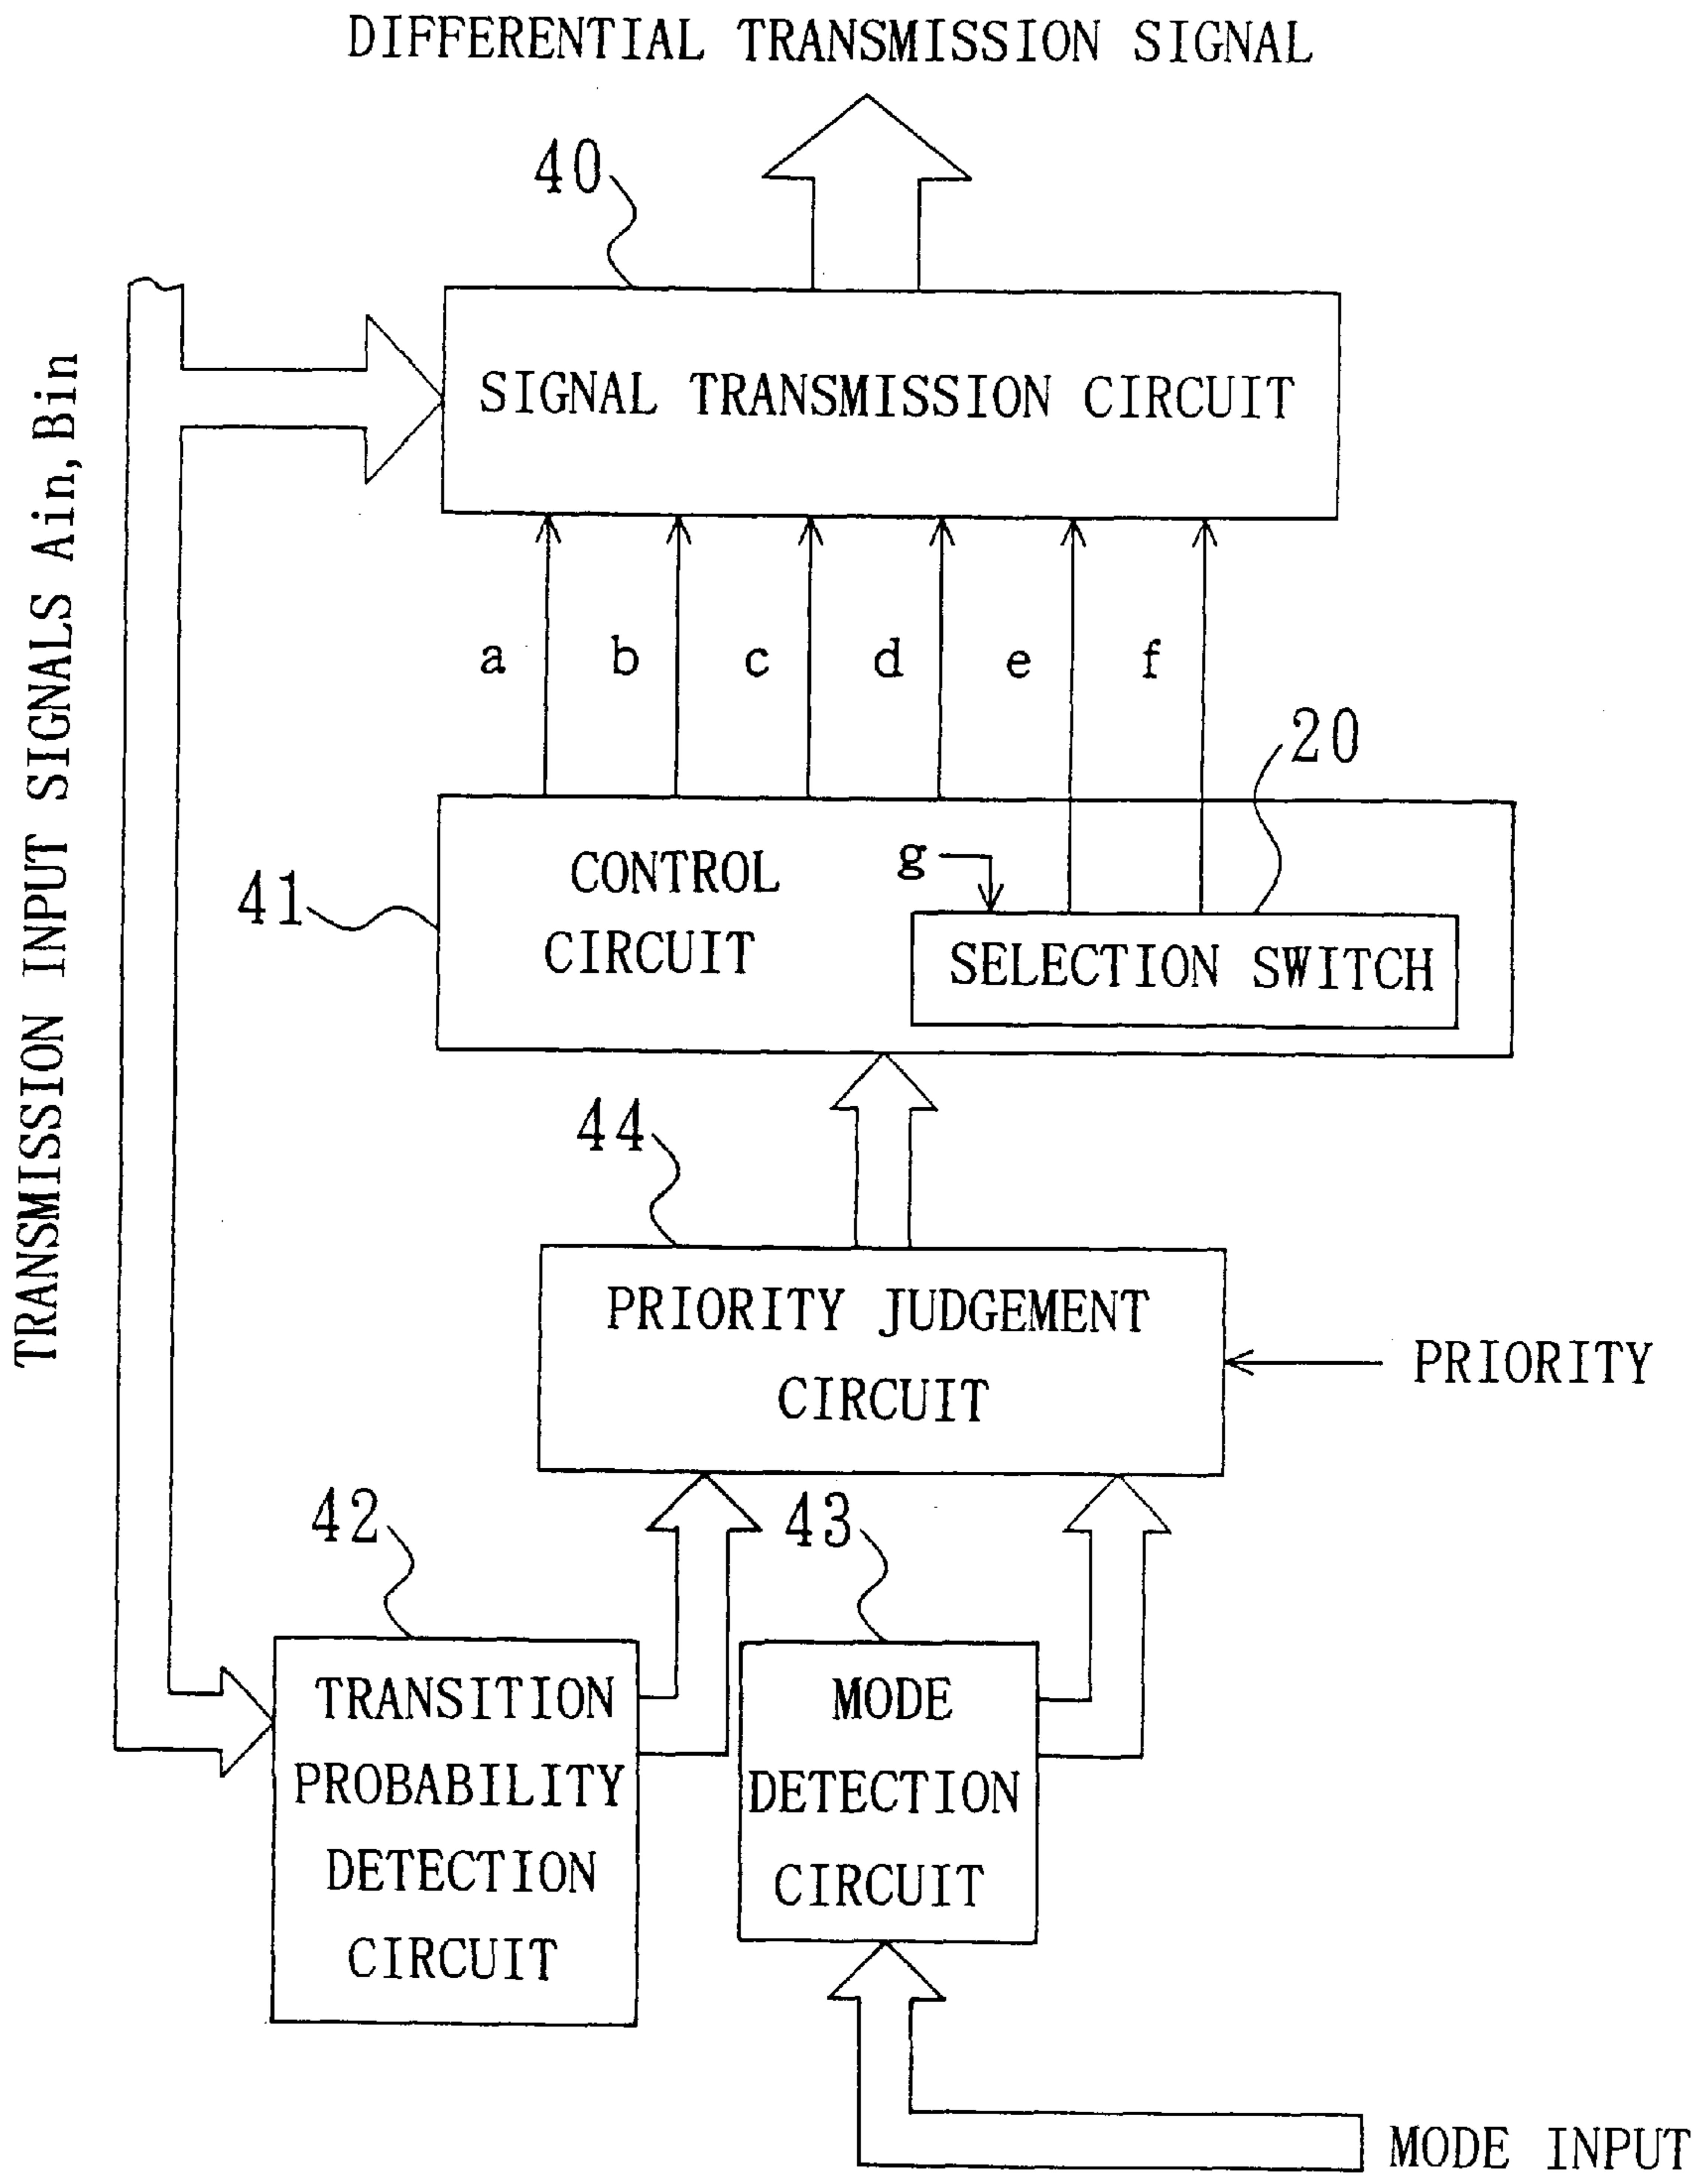 DIFFERENTIAL TRANSMISSION SIGNAL
40
TRANSMISSION INPUT SIGNALS Ain, Bin
SIGNAL TRANSMISSION CIRCUIT
a b c d e f
20
41
CONTROL
CIRCUIT
g
SELECTION SWITCH
44
PRIORITY JUDGEMENT
CIRCUIT
PRIORITY
42
43
TRANSITION
PROBABILITY
DETECTION
CIRCUIT
MODE
DETECTION
CIRCUIT
MODE INPUT